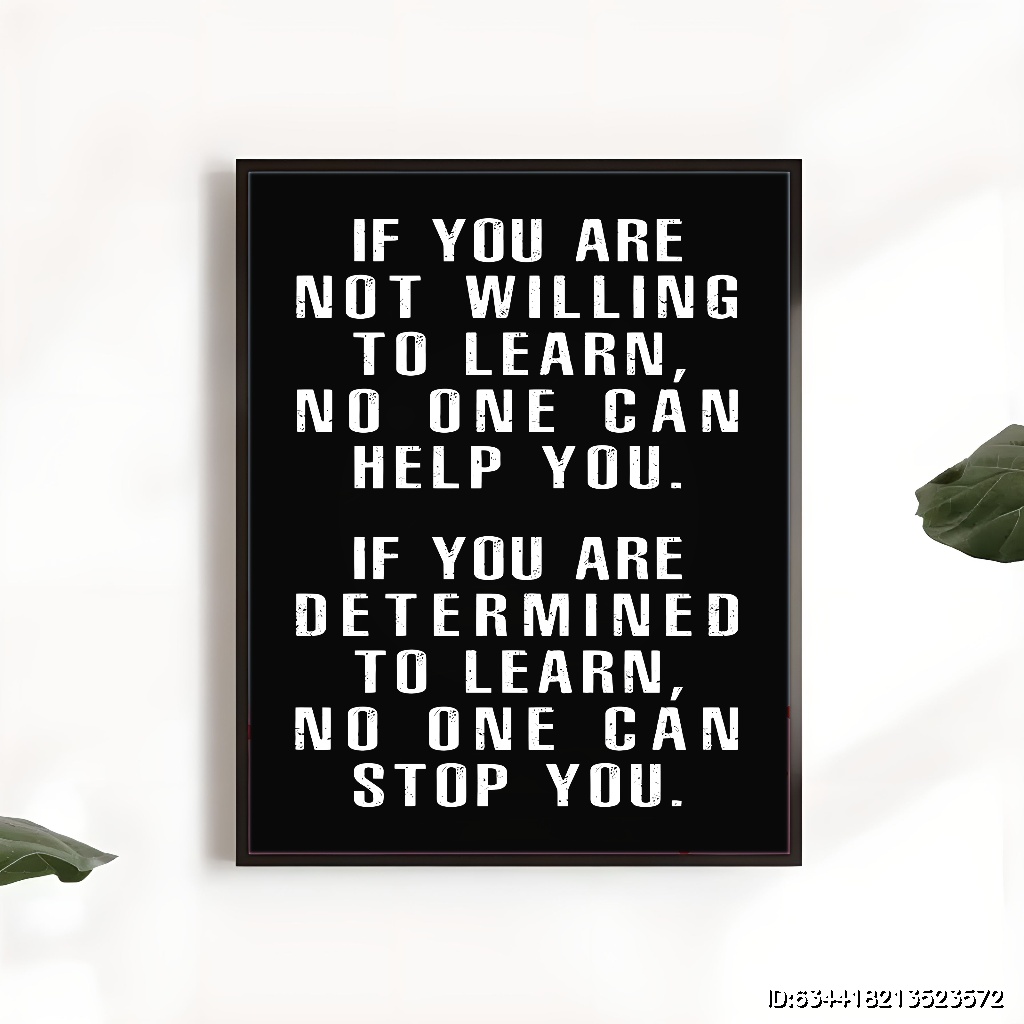 IF YOU ARE
NOT WILLING
TO LEARN,
NO ONE CAN
HELP YOU.
IF YOU ARE
DETERMINED
TO LEARN,
NO ONE CAN
STOP YOU.
ID:634418213523572